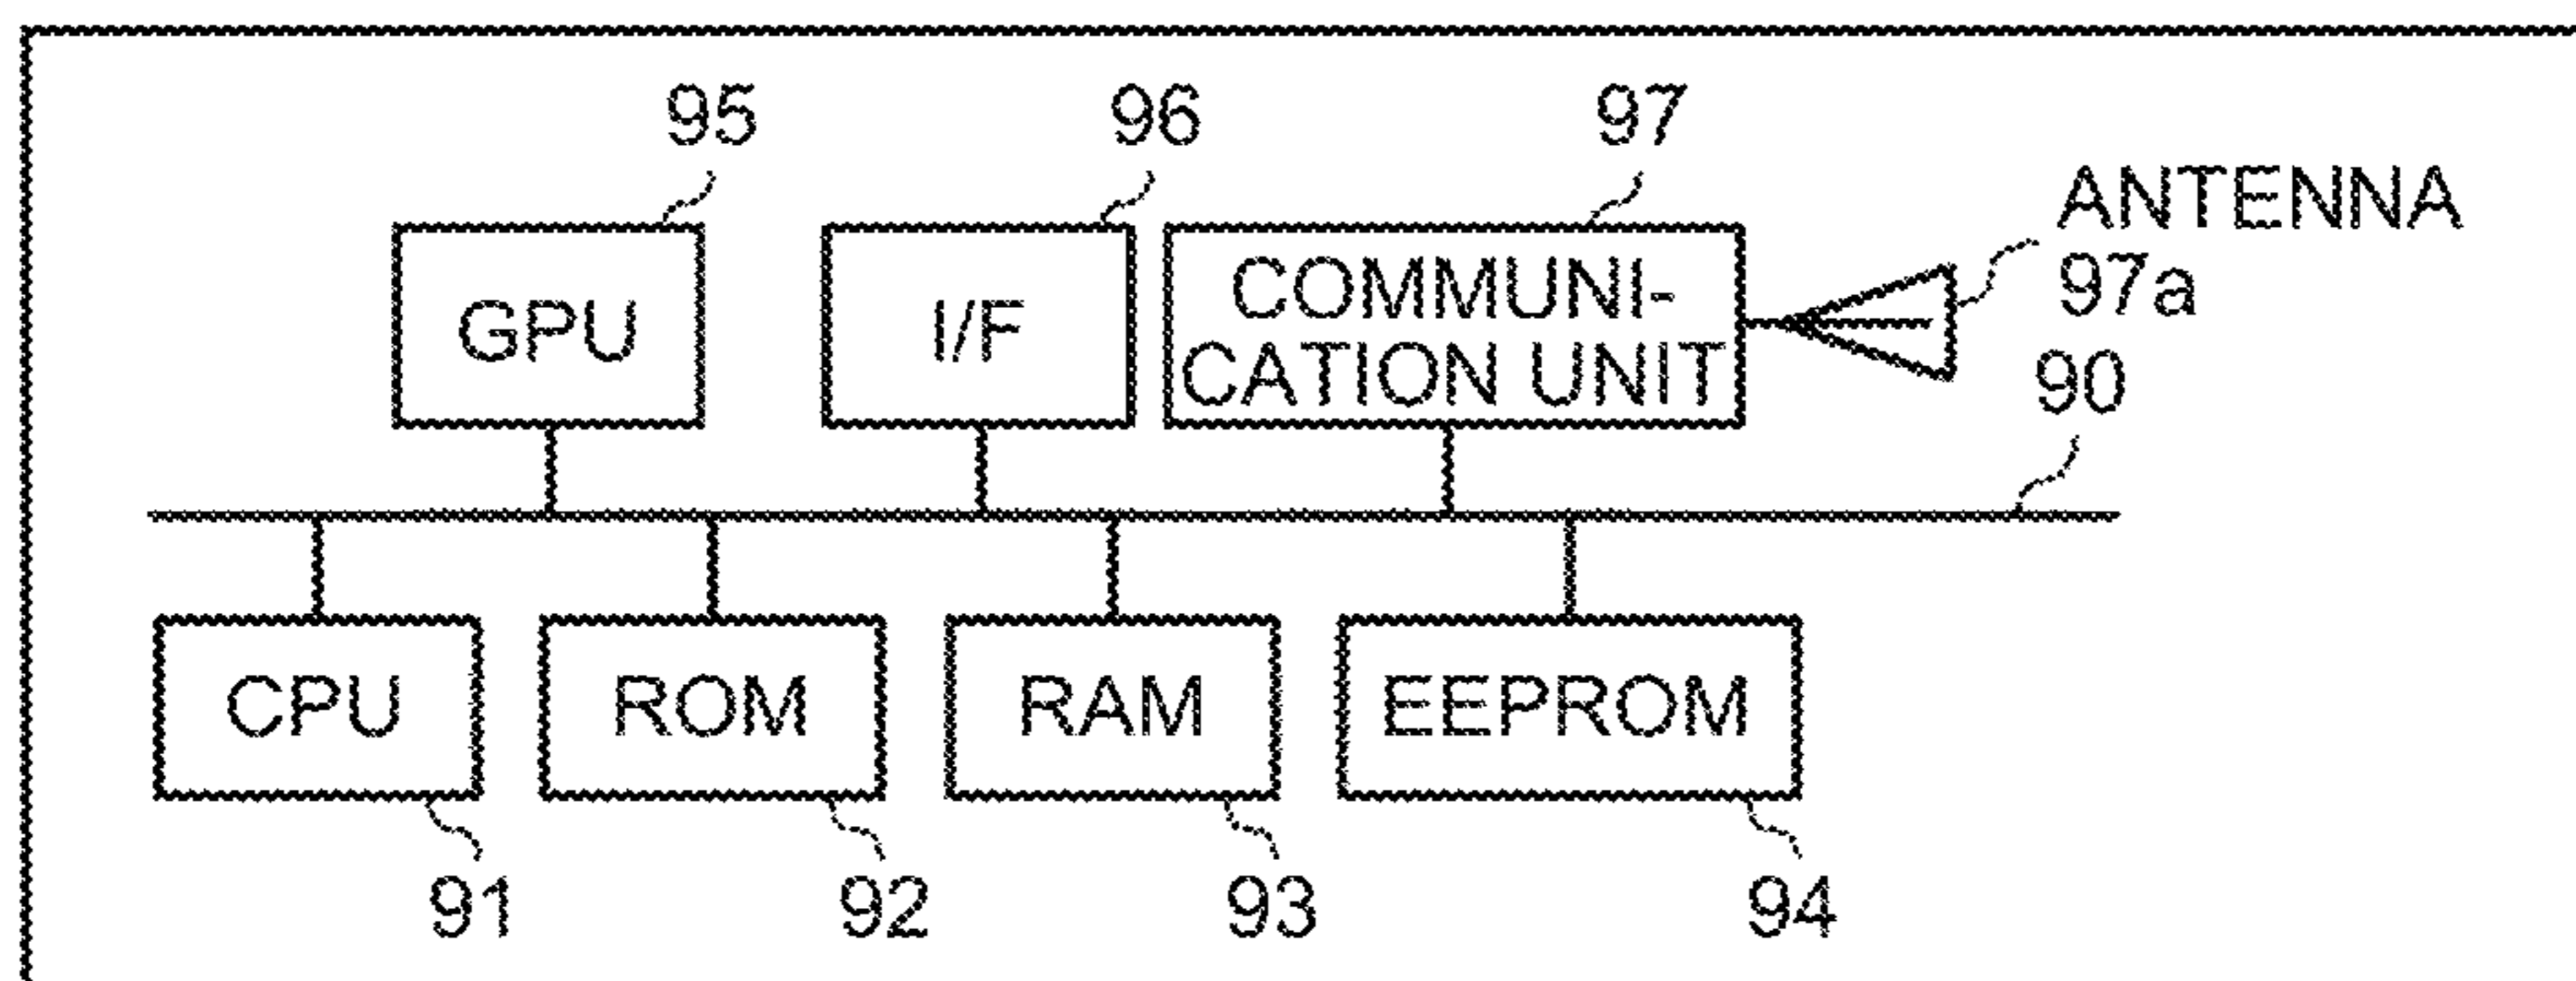 95
96
97
ANTENNA
97a
GPU
I/F
COMMUNI-
CATION UNIT
90
CPU
ROM
RAM
EEPROM
91
92
93
94